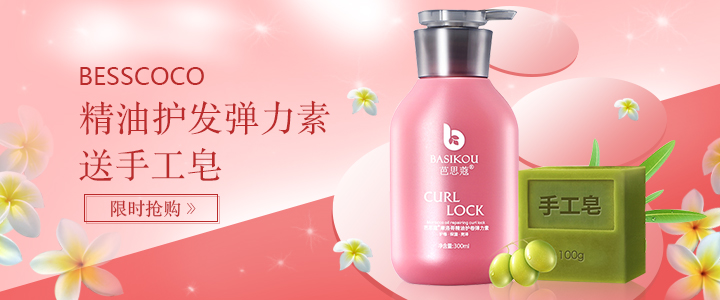 BESSCOCO
精油护发弹力素
送手工皂
限时抢购 》
BASIKOU
芭思蔻®
CURL
LOCK
净含量:300ml
手工皂
100g